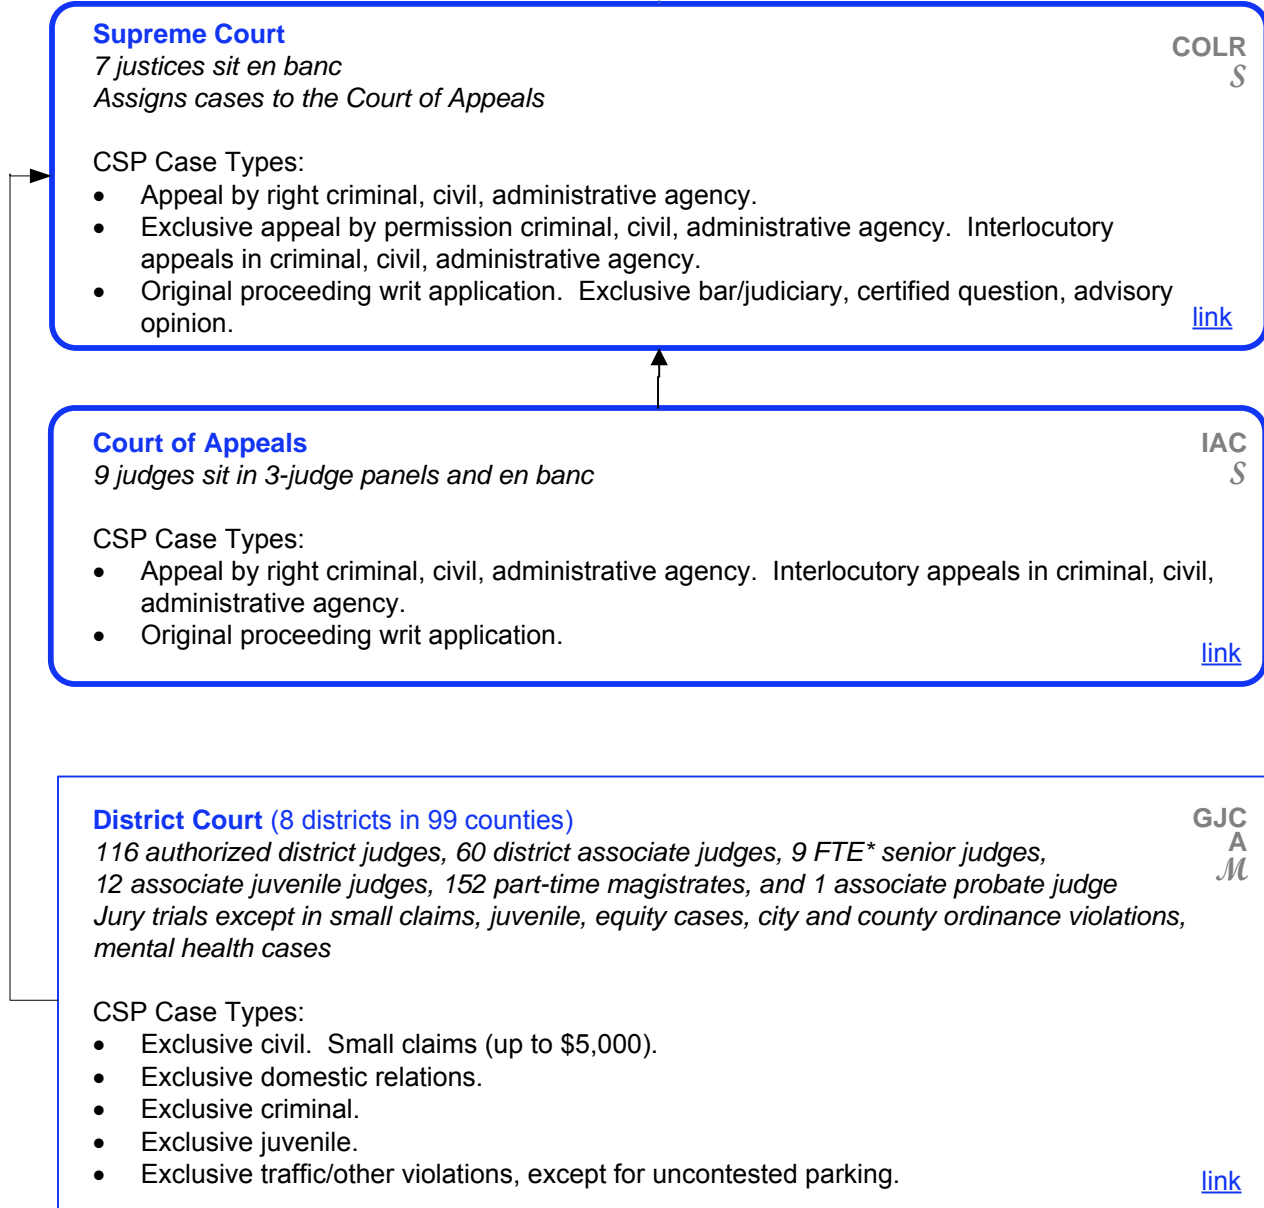 Supreme Court
COLR
7 justices sit en banc
S
Assigns cases to the Court of Appeals
CSP Case Types:
• Appeal by right criminal, civil, administrative agency.
• Exclusive appeal by permission criminal, civil, administrative agency. Interlocutory
appeals in criminal, civil, administrative agency.
• Original proceeding writ application. Exclusive bar/judiciary, certified question, advisory
opinion.
link
Court of Appeals
IAC
9 judges sit in 3-judge panels and en banc
S
CSP Case Types:
• Appeal by right criminal, civil, administrative agency. Interlocutory appeals in criminal, civil,
administrative agency.
• Original proceeding writ application.
link
District Court (8 districts in 99 counties)
GJC
116 authorized district judges, 60 district associate judges, 9 FTE* senior judges,
A
12 associate juvenile judges, 152 part-time magistrates, and 1 associate probate judge
M
Jury trials except in small claims, juvenile, equity cases, city and county ordinance violations,
mental health cases
CSP Case Types:
• Exclusive civil. Small claims (up to $5,000).
• Exclusive domestic relations.
• Exclusive criminal.
• Exclusive juvenile.
• Exclusive traffic/other violations, except for uncontested parking.
link